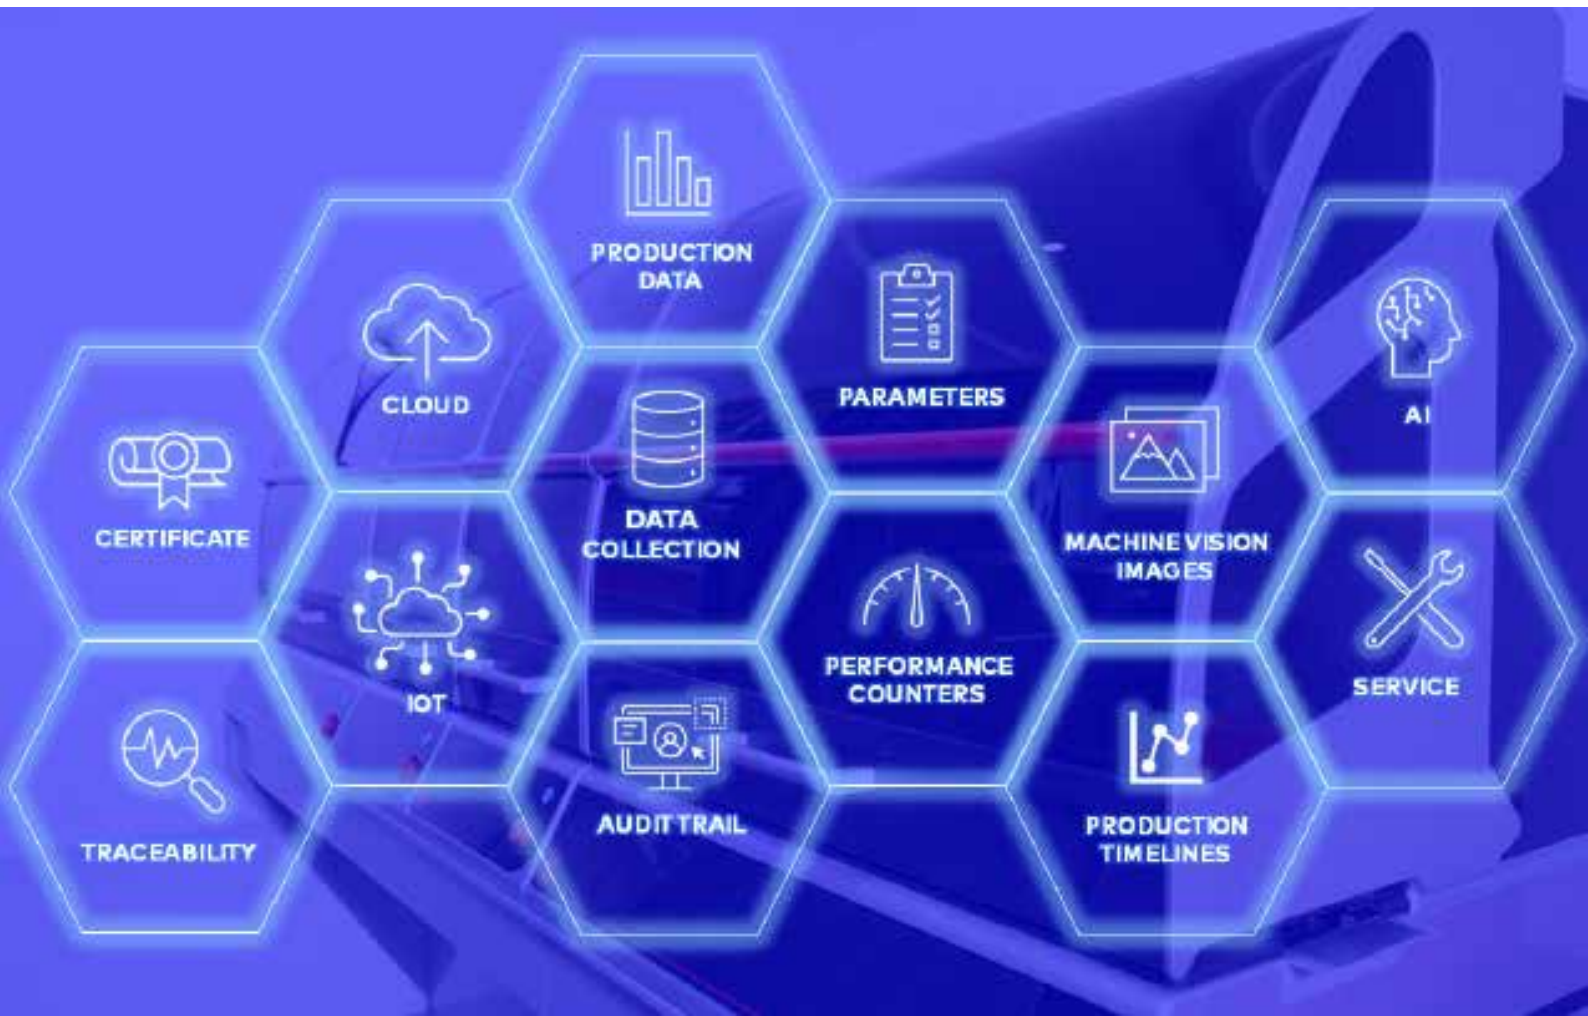 PRODUCTION
DATA
CLOUD
PARAMETERS
AI
CERTIFICATE
DATA
COLLECTION
MACHINE VISION
IMAGES
IOT
PERFORMANCE
COUNTERS
SERVICE
TRACEABILITY
AUDIT TRAIL
PRODUCTION
TIMELINES